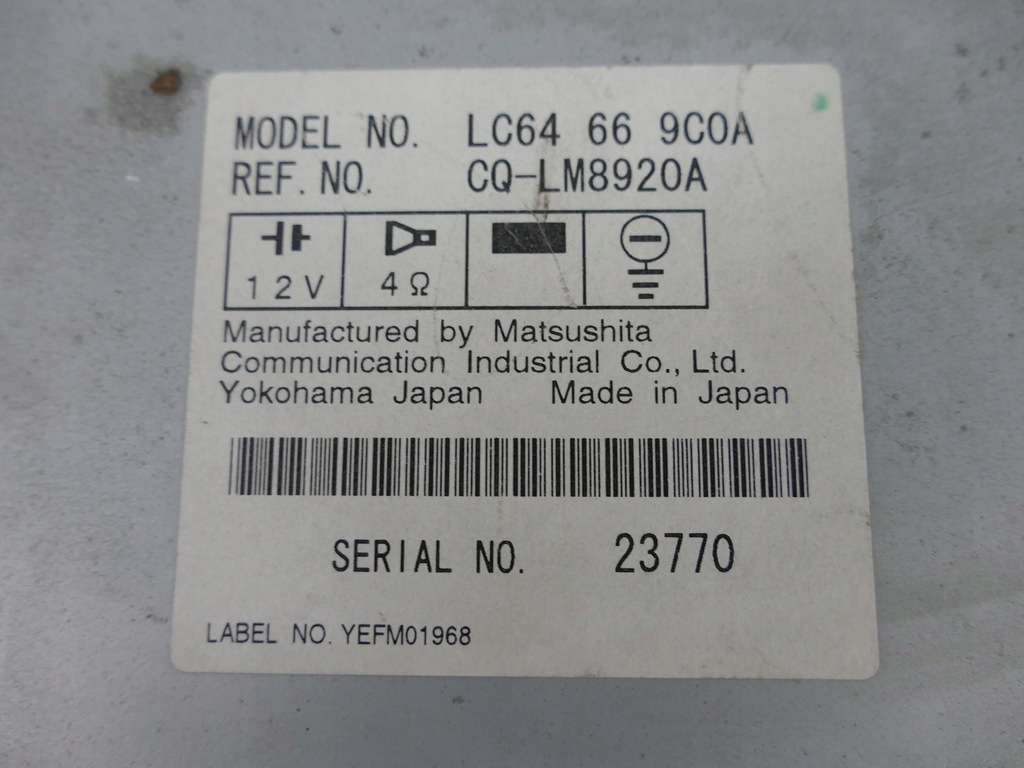 MODEL NO. LC64 66 9C0A
REF. NO. CQ-LM8920A
12V 4Ω
Manufactured by Matsushita
Communication Industrial Co., Ltd.
Yokohama Japan Made in Japan
SERIAL NO. 23770
LABEL NO. YEFM01968